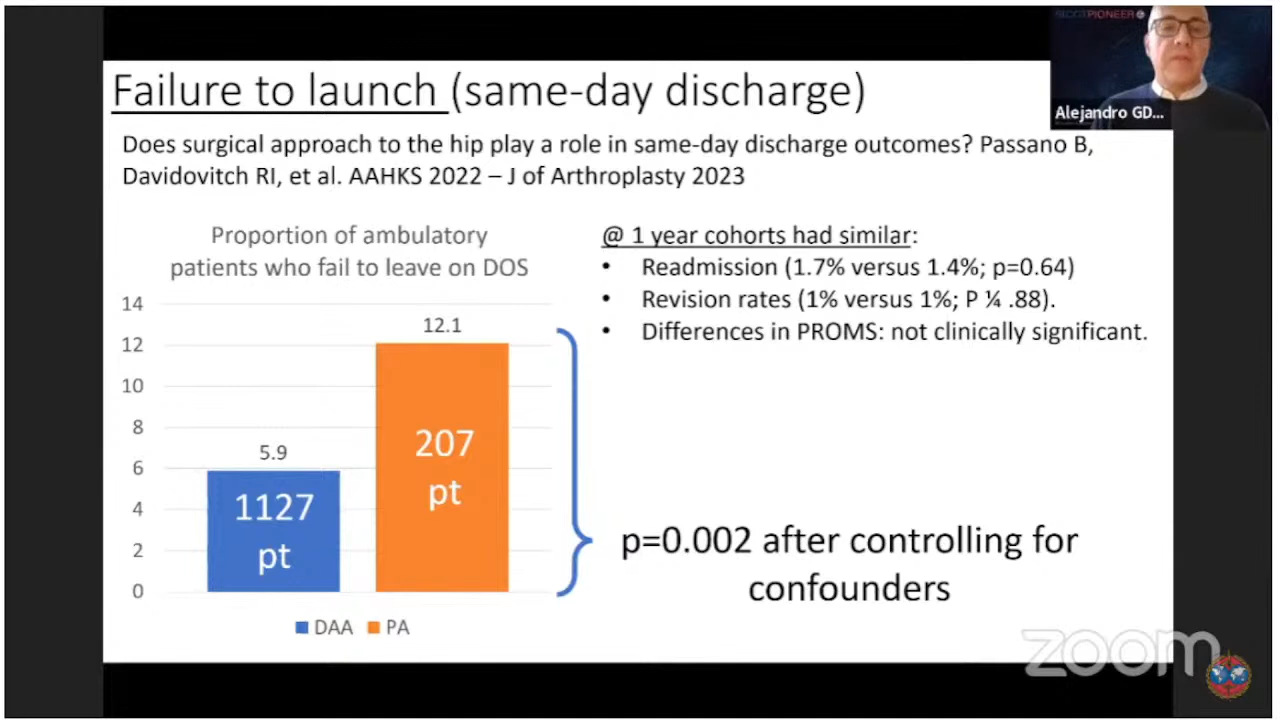 Failure to launch (same-day discharge)
PIONEER
Alejandro GD...
Does surgical approach to the hip play a role in same-day discharge outcomes? Passano B,
Davidovitch RI, et al. AAHKS 2022 – J of Arthroplasty 2023
Proportion of ambulatory
patients who fail to leave on DOS
14
12
10
8
6
4
2
0
5.9
12.1
1127
pt
207
pt
DAA
PA
@ 1 year cohorts had similar:
• Readmission (1.7% versus 1.4%; p=0.64)
• Revision rates (1% versus 1%; P ¼ .88).
• Differences in PROMS: not clinically significant.
p=0.002 after controlling for
confounders
zoom